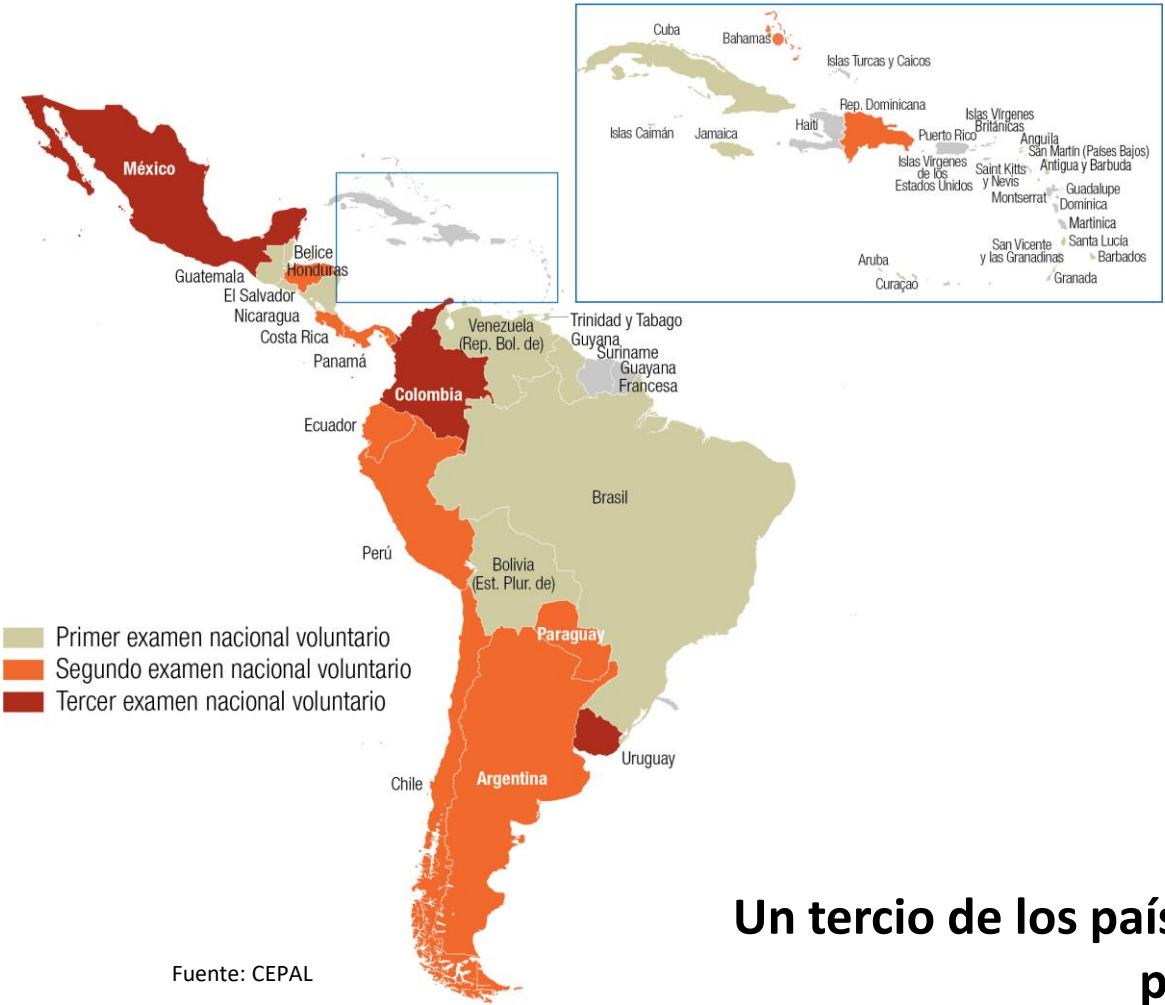 Cuba
Bahamas
Islas Turcas y Caicos
Rep. Dominicana
Islas Caimán
Jamaica
Haití
Puerto Rico
Islas Vírgenes
Británicas
Anguila
San Martín (Países Bajos)
Antigua y Barbuda
Islas Vírgenes
de los
Estados Unidos
Saint Kitts
y Nevis
Montserrat
Guadalupe
Dominica
Martinica
Santa Lucía
San Vicente
y las Granadinas
Barbados
Granada
Aruba
Curaçao
México
Belice
Honduras
Guatemala
El Salvador
Nicaragua
Costa Rica
Panamá
Venezuela
(Rep. Bol. de)
Trinidad y Tabago
Guyana
Suriname
Guayana
Francesa
Colombia
Ecuador
Brasil
Perú
Bolivia
(Est. Plur. de)
Paraguay
Primer examen nacional voluntario
Segundo examen nacional voluntario
Tercer examen nacional voluntario
Uruguay
Chile
Argentina
Un tercio de los país
p
Fuente: CEPAL